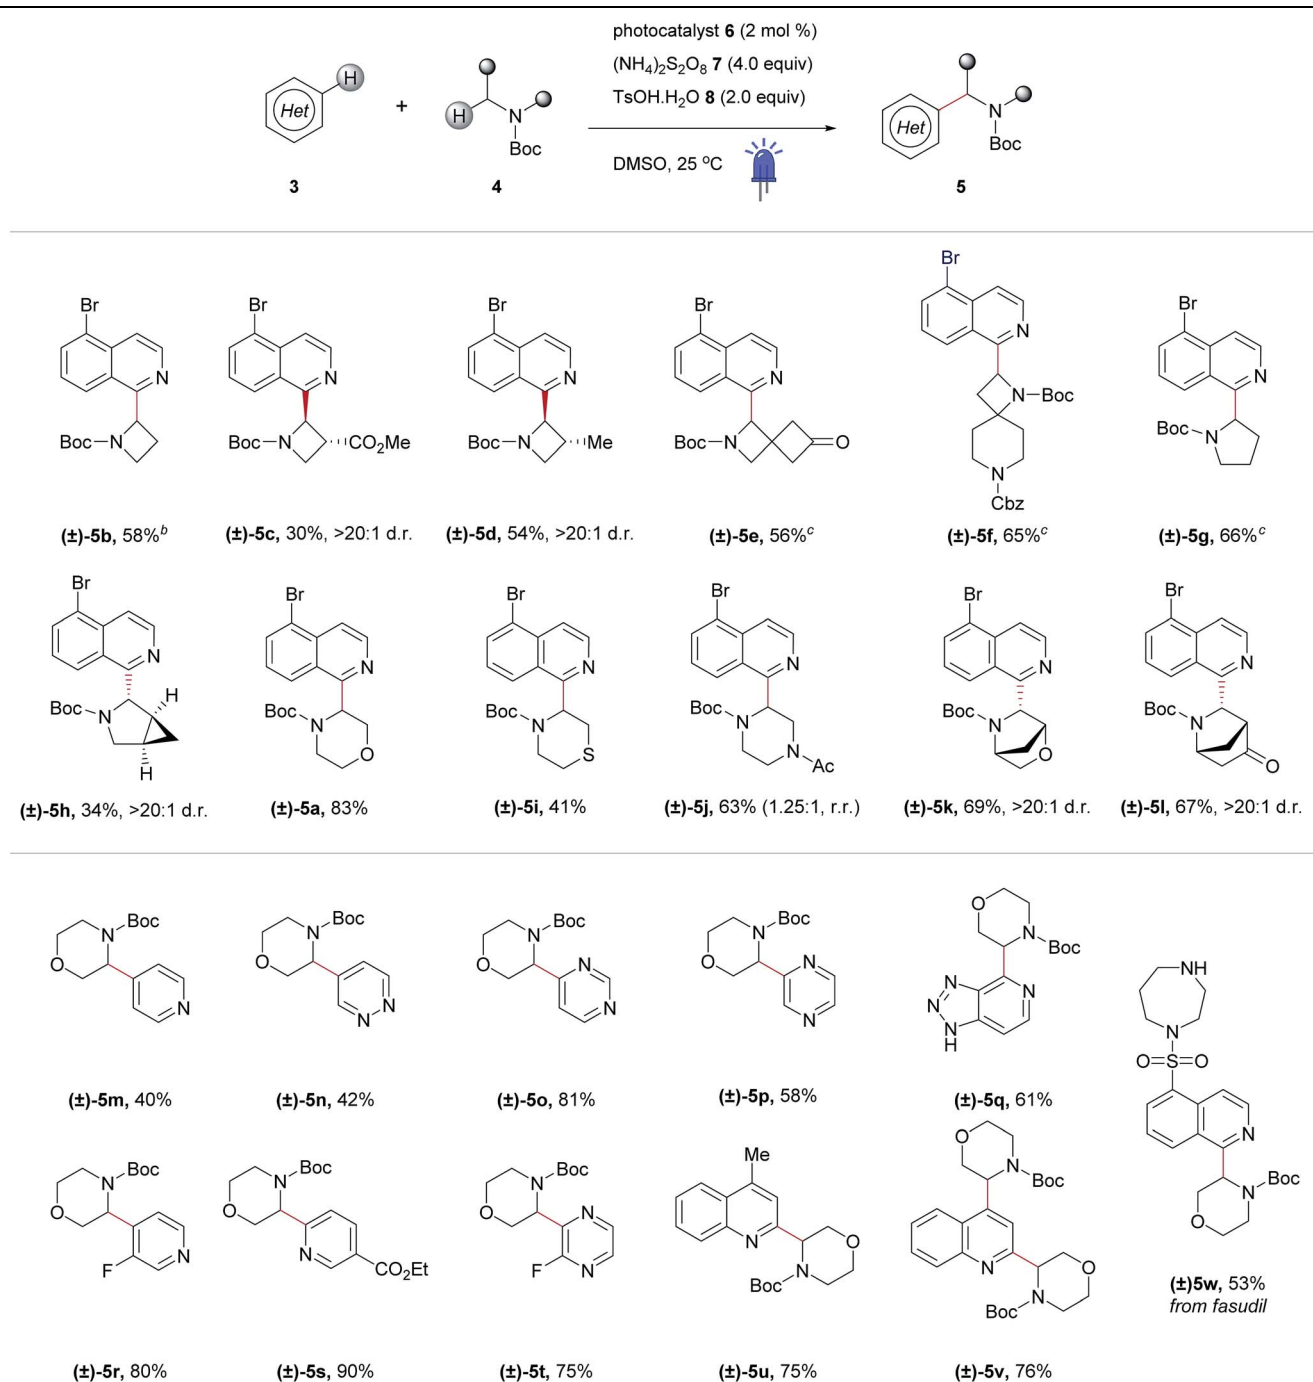 photocatalyst 6 (2 mol %)
(NH4)2S2O8 7 (4.0 equiv)
TsOH.H2O 8 (2.0 equiv)
DMSO, 25 °C
Het H + H N Boc Het N Boc
3 4 5
Br N Boc N
(±)-5b, 58%b
Br N Boc N CO2Me
(±)-5c, 30%, >20:1 d.r.
Br N Boc N Me
(±)-5d, 54%, >20:1 d.r.
Br N Boc N O
(±)-5e, 56%c
Br N N Boc N Cbz
(±)-5f, 65%c
Br N Boc N
(±)-5g, 66%c
Br N Boc N H H
(±)-5h, 34%, >20:1 d.r.
Br N Boc N O
(±)-5a, 83%
Br N Boc N S
(±)-5i, 41%
Br N Boc N N Ac
(±)-5j, 63% (1.25:1, r.r.)
Br N Boc N O
(±)-5k, 69%, >20:1 d.r.
Br N Boc N O
(±)-5l, 67%, >20:1 d.r.
N Boc O N
(±)-5m, 40%
N Boc O N N
(±)-5n, 42%
N Boc O N N
(±)-5o, 81%
N Boc O N N
(±)-5p, 58%
O N Boc N N N H N
(±)-5q, 61%
N Boc O F N
(±)-5r, 80%
N Boc O N CO2Et
(±)-5s, 90%
N Boc O N F N
(±)-5t, 75%
Me N O Boc N
(±)-5u, 75%
O N Boc N O Boc N
(±)-5v, 76%
NH N O=S=O N N Boc O
(±)5w, 53%
from fasudil